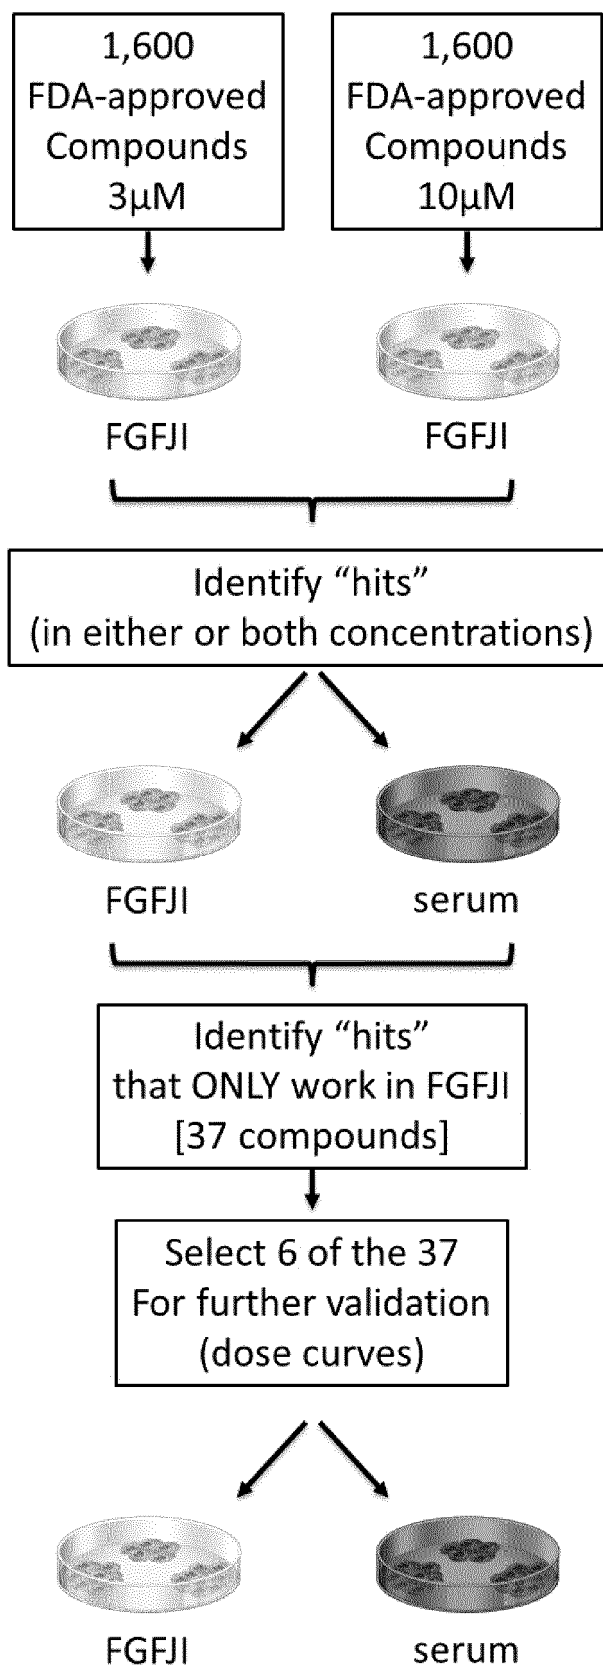 1,600
FDA-approved
Compounds
3µM
1,600
FDA-approved
Compounds
10µM
FGFJI
FGFJI
Identify “hits”
(in either or both concentrations)
FGFJI
serum
Identify “hits”
that ONLY work in FGFJI
[37 compounds]
Select 6 of the 37
For further validation
(dose curves)
FGFJI
serum